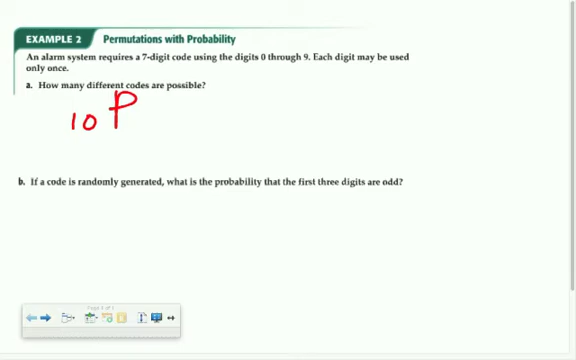 EXAMPLE 2 Permutations with Probability
An alarm system requires a 7-digit code using the digits 0 through 9. Each digit may be used
only once.
a. How many different codes are possible?
10 P
b. If a code is randomly generated, what is the probability that the first three digits are odd?